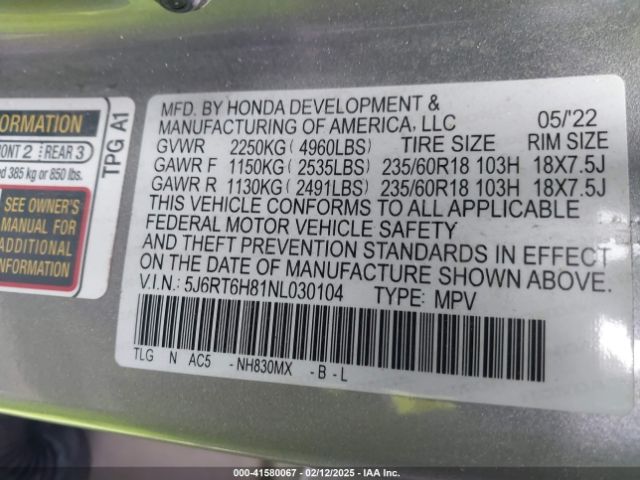 ORMATION
ONT 2 REAR 3
d 385 kg or 850 lbs.
SEE OWNER'S
MANUAL FOR
ADDITIONAL
INFORMATION
TPG A1
MFD. BY HONDA DEVELOPMENT &
MANUFACTURING OF AMERICA, LLC 05/'22
GVWR 2250KG ( 4960LBS) TIRE SIZE RIM SIZE
GAWR F 1150KG ( 2535LBS) 235/60R18 103H 18X7.5J
GAWR R 1130KG ( 2491LBS) 235/60R18 103H 18X7.5J
THIS VEHICLE CONFORMS TO ALL APPLICABLE
FEDERAL MOTOR VEHICLE SAFETY
AND THEFT PREVENTION STANDARDS IN EFFECT
ON THE DATE OF MANUFACTURE SHOWN ABOVE.
V.I.N.: 5J6RT6H81NL030104 TYPE: MPV
TLG N AC5 -NH830MX -B-L
000-41580067 - 02/12/2025 - IAA Inc.